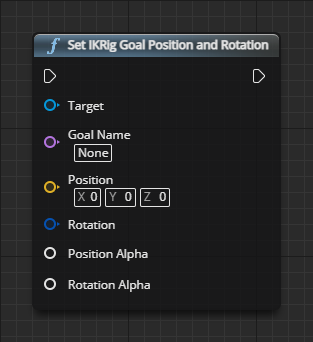 f Set IKRig Goal Position and Rotation
Target
Goal Name
None
Position
X 0 Y 0 Z 0
Rotation
Position Alpha
Rotation Alpha